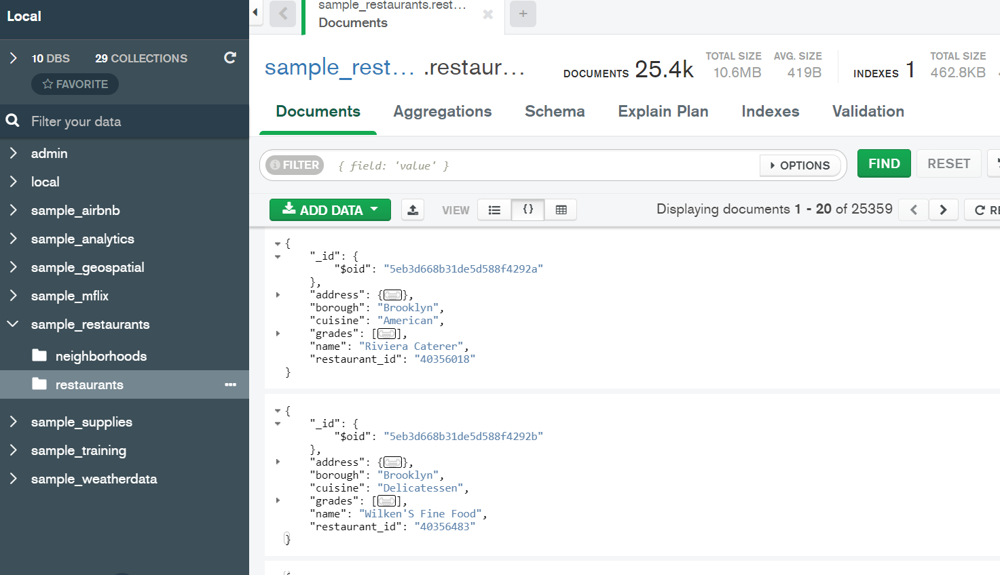 Local
10 DBS 29 COLLECTIONS
FAVORITE
Filter your data
admin
local
sample_airbnb
sample_analytics
sample_geospatial
sample_mflix
sample_restaurants
neighborhoods
restaurants
sample_supplies
sample_training
sample_weatherdata
sample_restaurants.rest...
Documents
sample_rest... .restaur...
DOCUMENTS 25.4k
TOTAL SIZE
10.6MB
AVG. SIZE
419B
INDEXES 1
TOTAL SIZE
462.8KB
Documents Aggregations Schema Explain Plan Indexes Validation
FILTER { field: 'value' } OPTIONS FIND RESET
ADD DATA VIEW {} Displaying documents 1 - 20 of 25359 RE
{
"_id": {
"$oid": "5eb3d668b31de5d588f4292a"
},
"address": {},
"borough": "Brooklyn",
"cuisine": "American",
"grades": [],
"name": "Riviera Caterer",
"restaurant_id": "40356018"
}
{
"_id": {
"$oid": "5eb3d668b31de5d588f4292b"
},
"address": {},
"borough": "Brooklyn",
"cuisine": "Delicatessen",
"grades": [],
"name": "Wilken'S Fine Food",
"restaurant_id": "40356483"
}
{